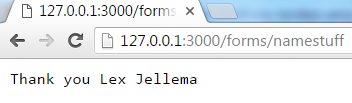 127.0.0.1:3000/forms
127.0.0.1:3000/forms/namestuff
Thank you Lex Jellema